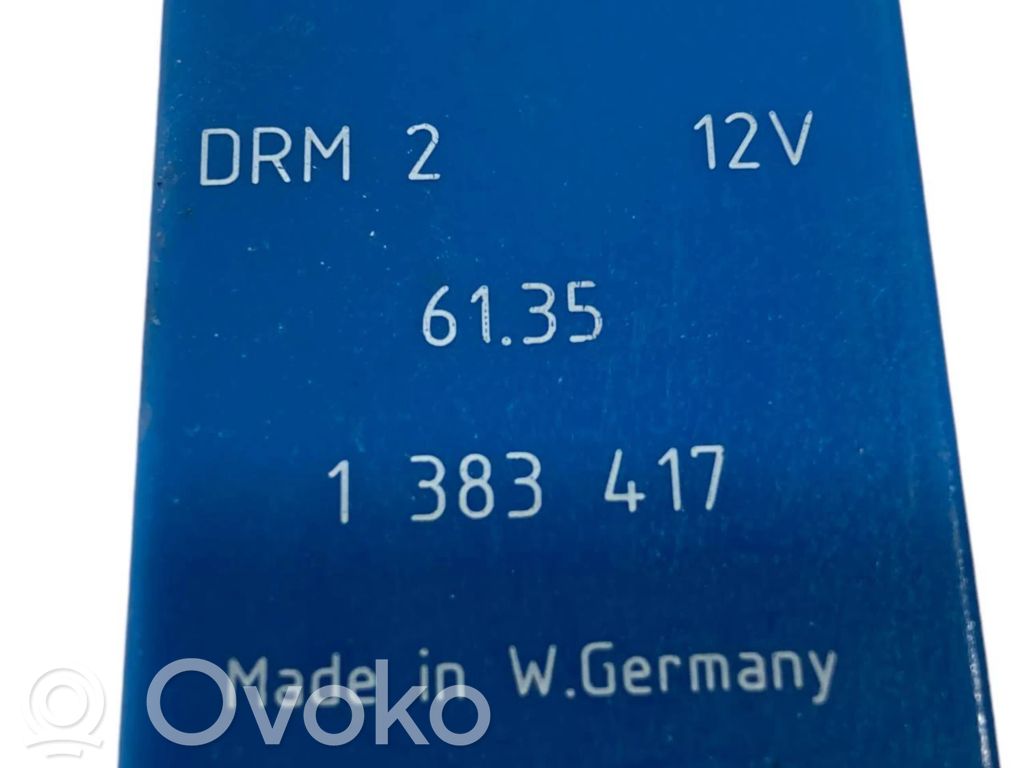 DRM 2 12V
61.35
1 383 417
Made in W.Germany
Ovoko